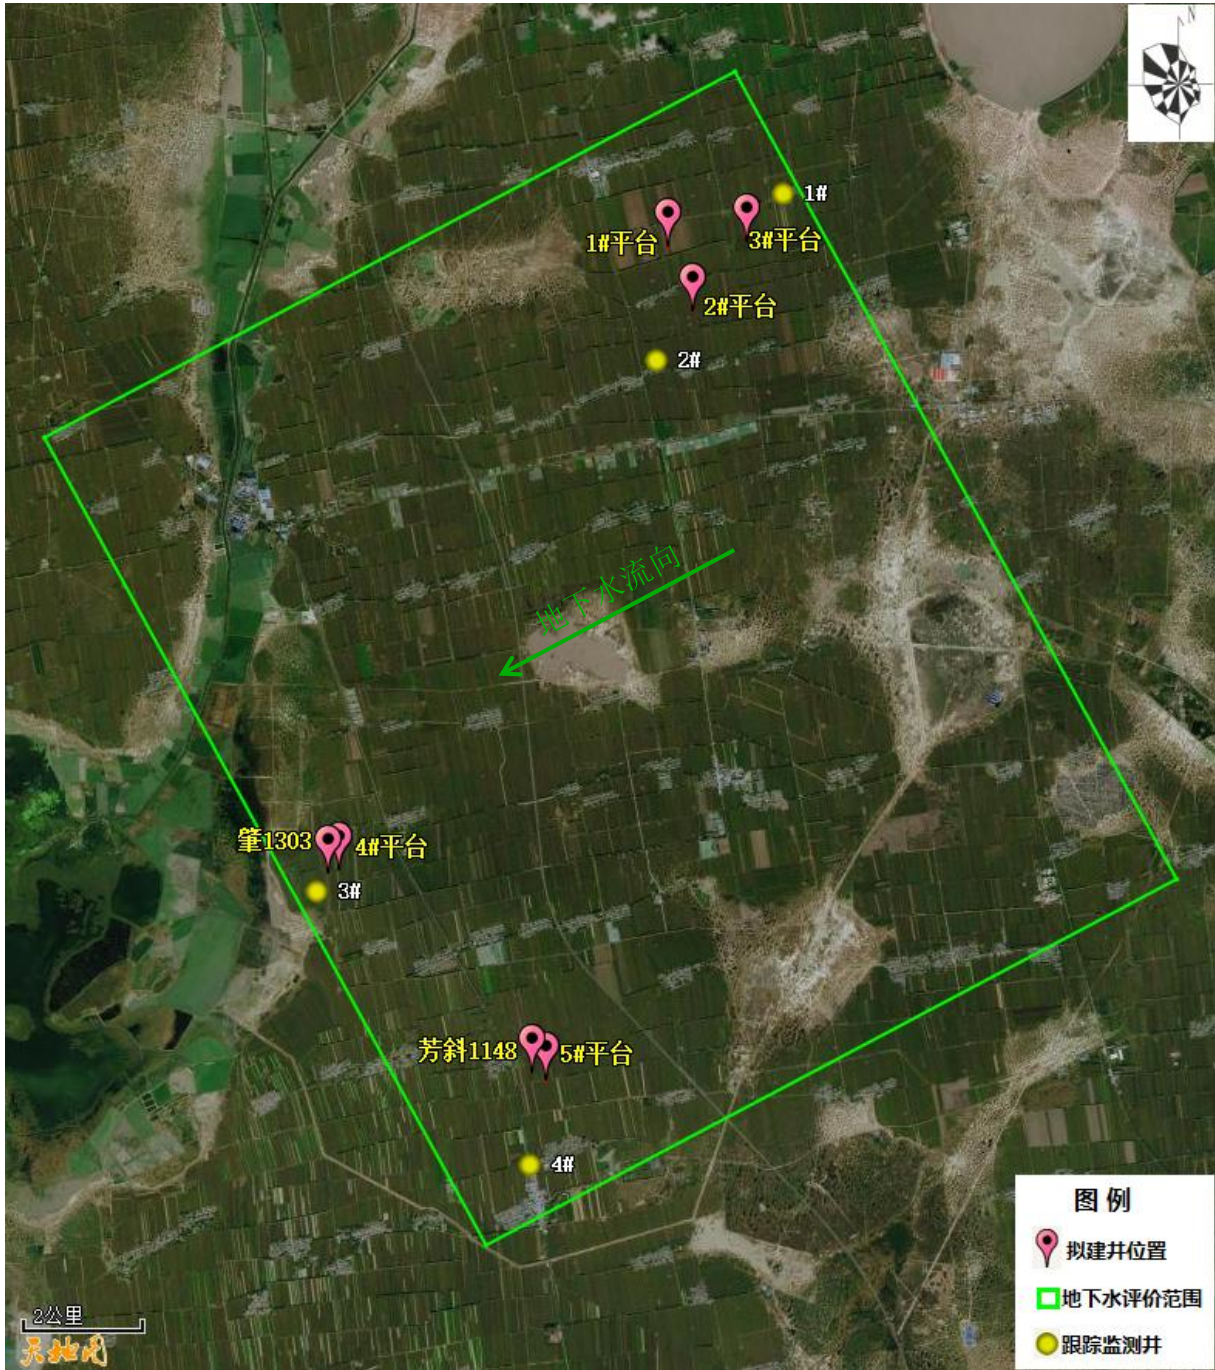 N
1#
1#平台
3#平台
2#平台
2#
地下水流向
肇1303
4#平台
3#
芳斜1148
5#平台
4#
图 例
拟建井位置
地下水评价范围
跟踪监测井
2公里
天地图